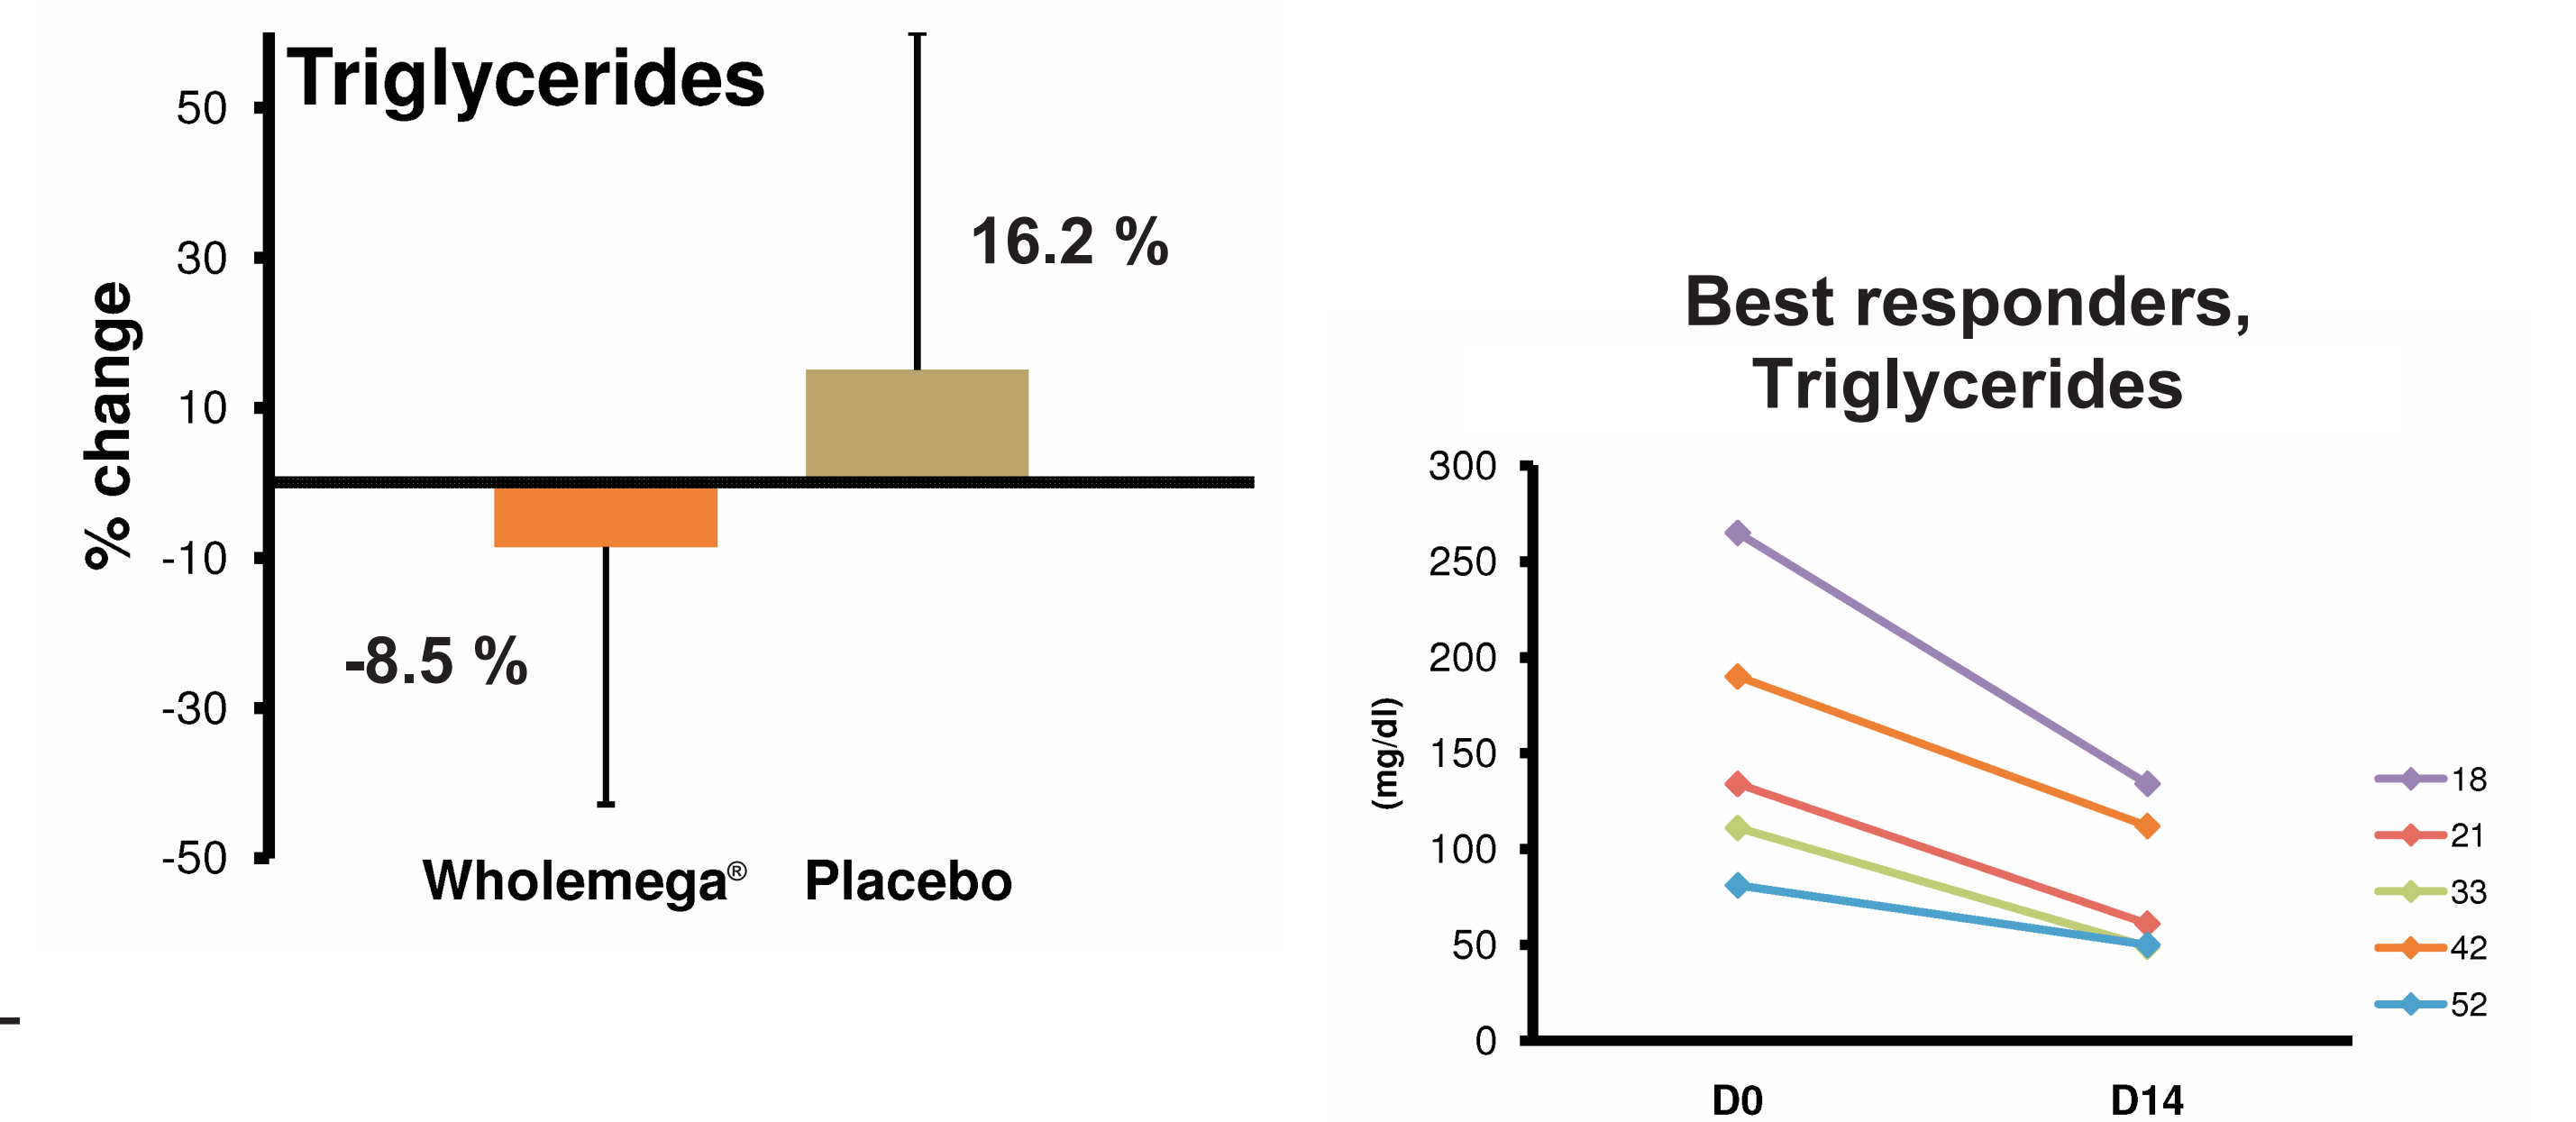 Triglycerides
% change
50
30
10
-10
-30
-50
16.2 %
-8.5 %
Wholemega®
Placebo
Best responders,
Triglycerides
(mg/dl)
300
250
200
150
100
50
0
D0
D14
18
21
33
42
52